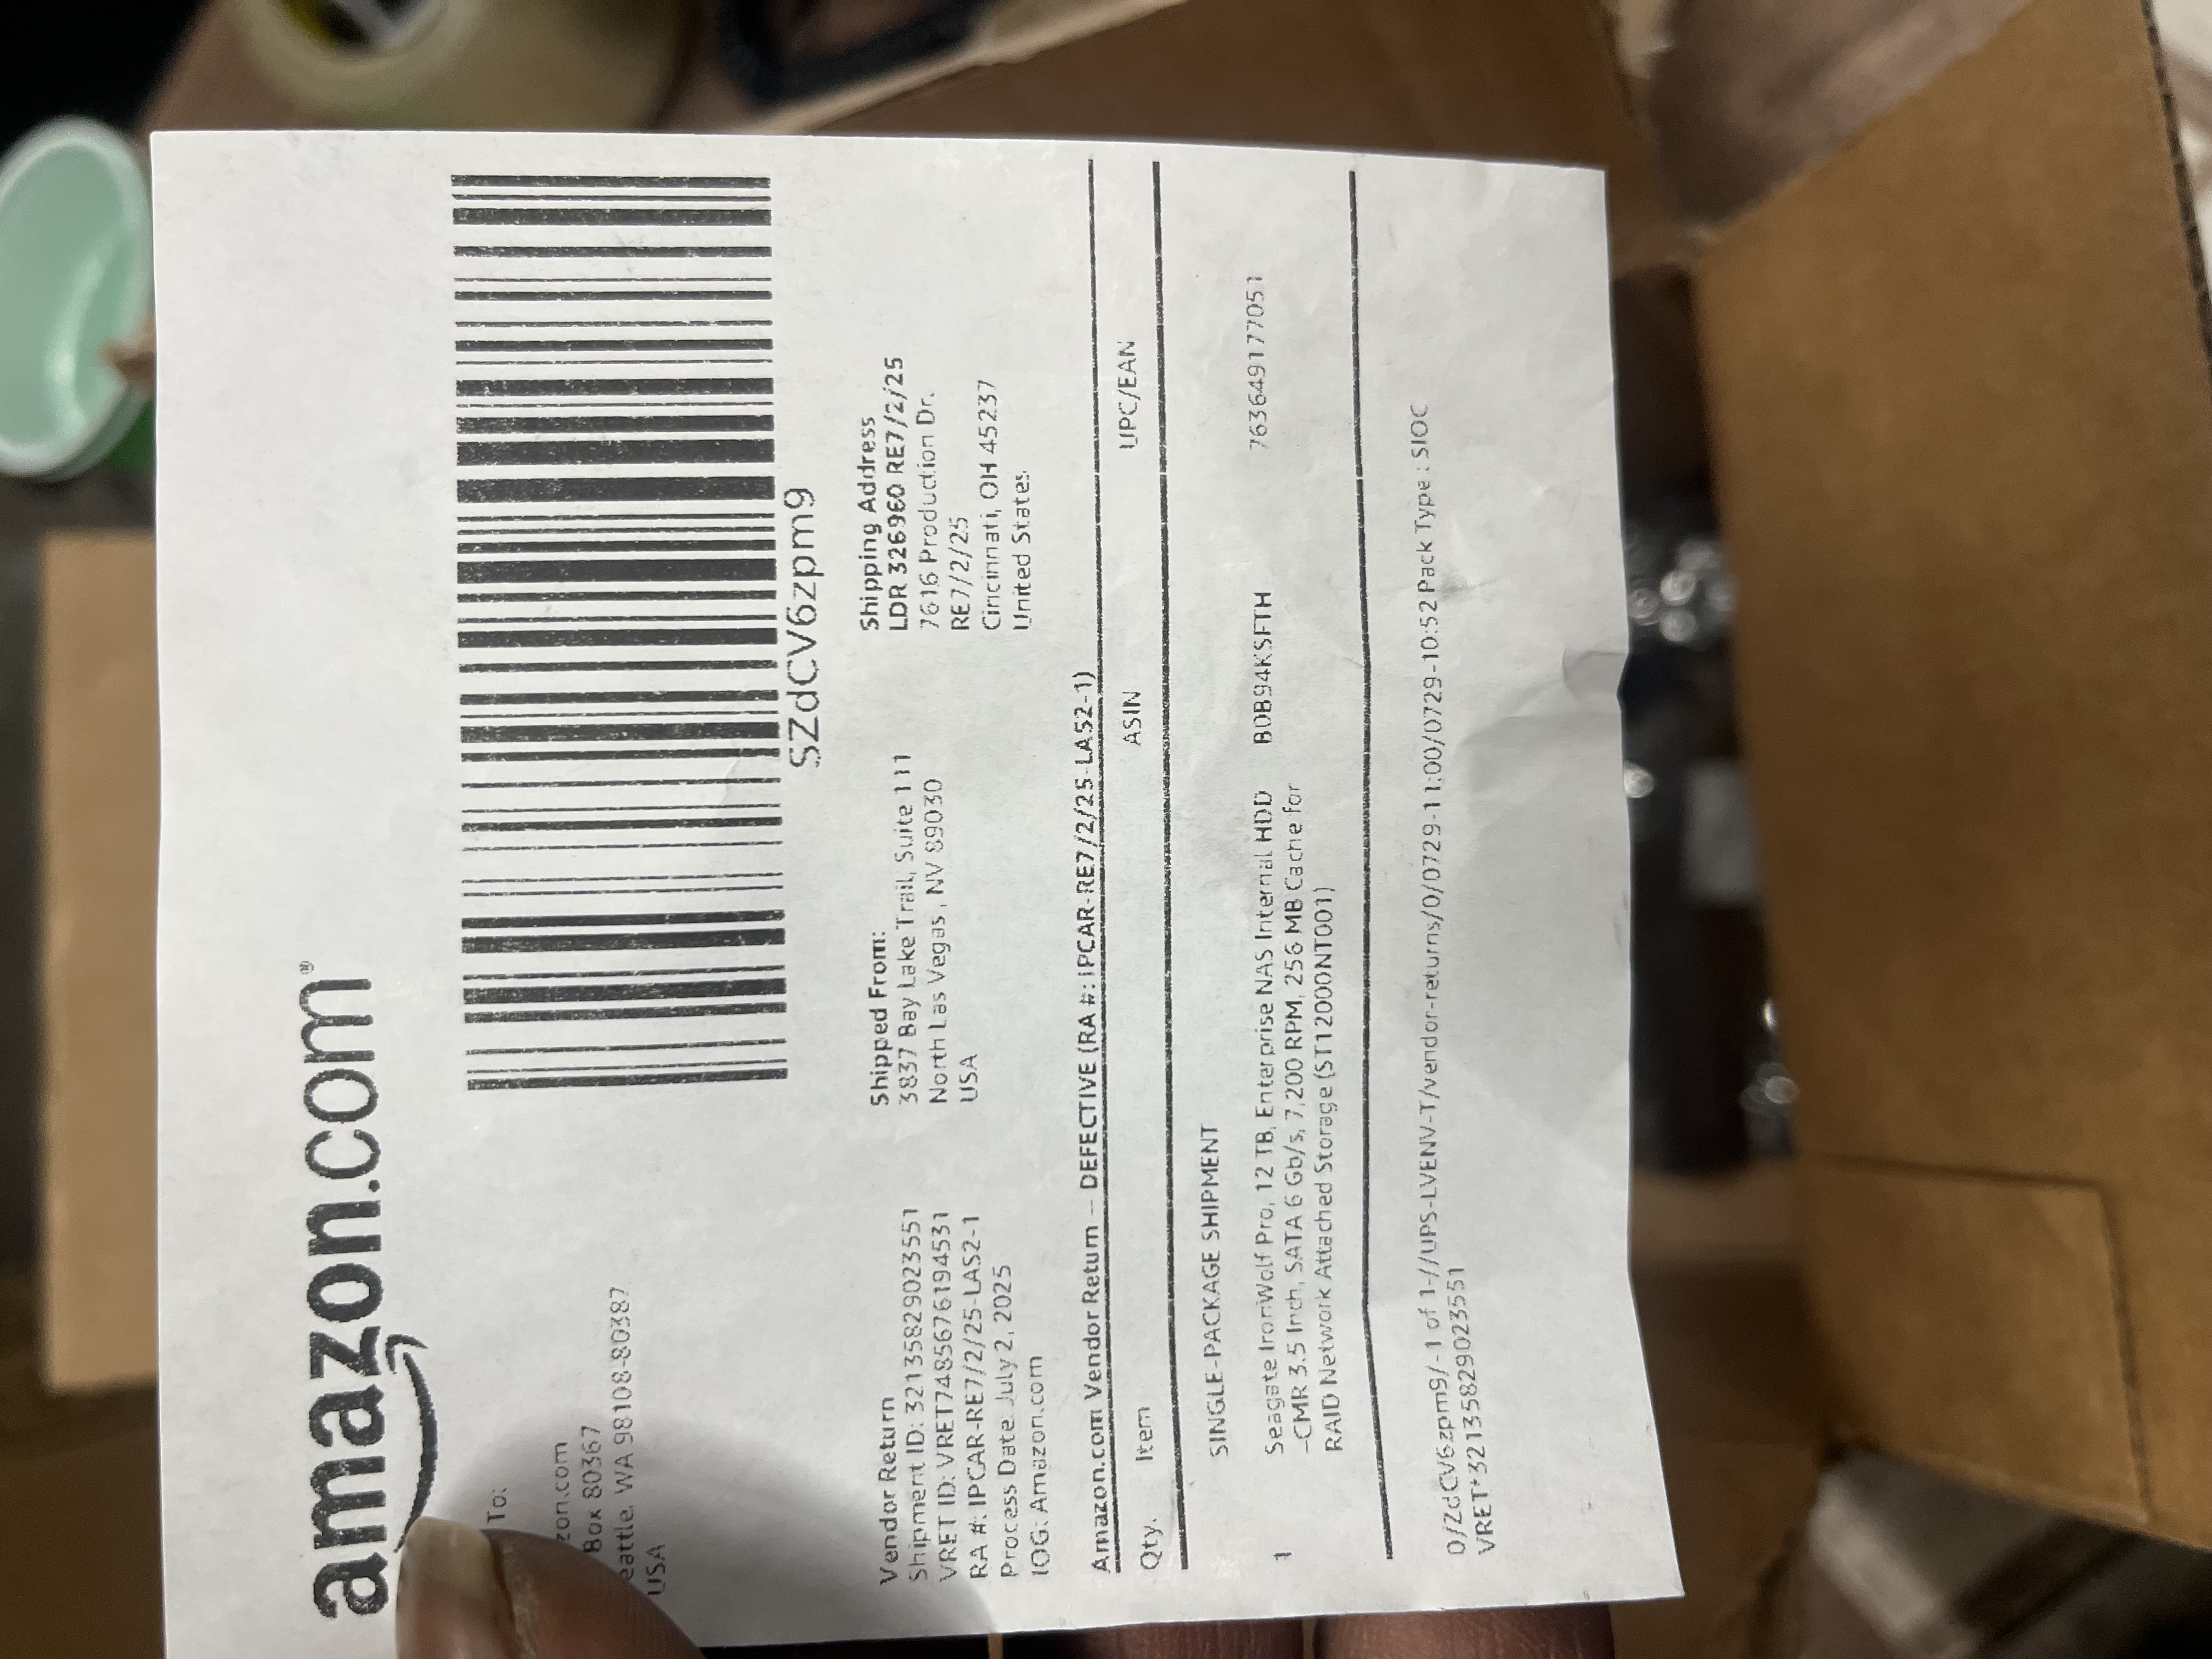 amazon.com®
SZdCV6zpm9
To:
zon.com
Box 80367
eattle, WA 98108-80387
USA
Vendor Return
Shipment ID: 32135829023551
VRET ID: VRET7485676194531
RA #: IPCAR-RE7/2/25-LAS2-1
Process Date: July 2, 2025
IOG: Amazon.com
Shipped From:
3837 Bay Lake Trail, Suite 111
North Las Vegas, NV 89030
USA
Shipping Address
LDR 326960 RE7/2/25
7616 Production Dr.
RE7/2/25
Cincinnati, OH 45237
United States
Amazon.com Vendor Return -- DEFECTIVE (RA #: IPCAR-RE7/2/25-LAS2-1)
Qty. Item ASIN UPC/EAN
SINGLE-PACKAGE SHIPMENT
1 Seagate IronWolf Pro, 12 TB, Enterprise NAS Internal HDD B0B94KSFTH 763649177051
-CMR 3.5 Inch, SATA 6 Gb/s, 7,200 RPM, 256 MB Cache for
RAID Network Attached Storage (ST12000NT001)
0/ZdCV6zpm9/-1 of 1-//UPS-LVENV-T/vendor-returns/0/0729-11:00/0729-10:52 Pack Type : SIOC
VRET*32135829023551